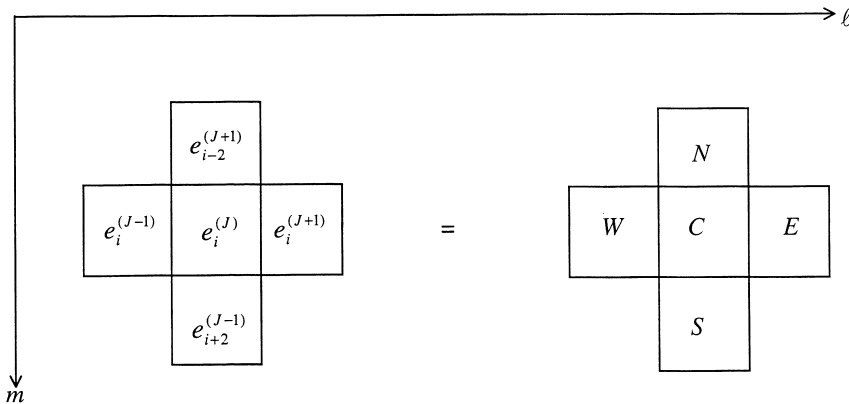 ℓ
e_{i-2}^{(J+1)} N
e_i^{(J-1)} e_i^{(J)} e_i^{(J+1)} = W C E
e_{i+2}^{(J-1)} S
m